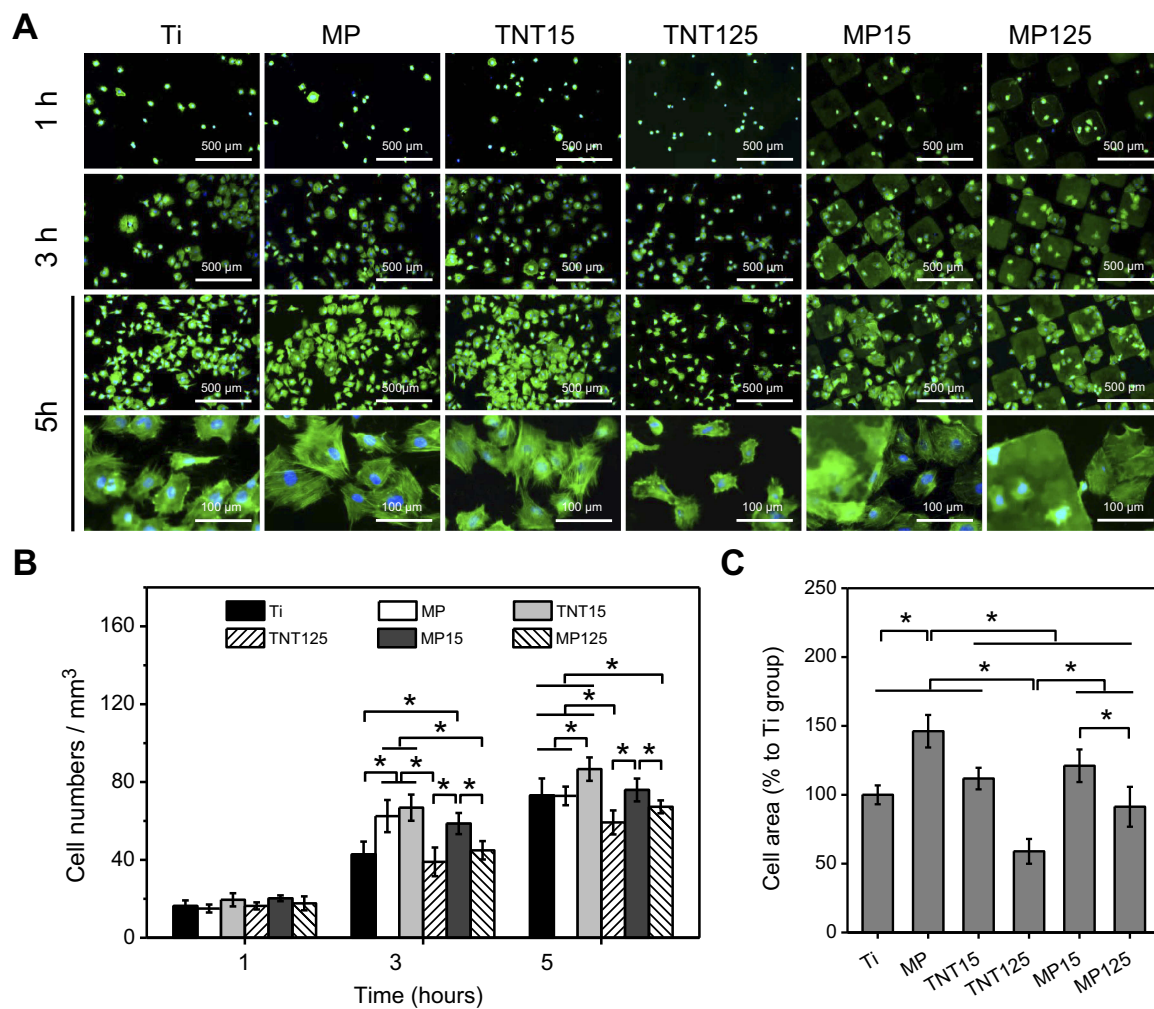 A
Ti MP TNT15 TNT125 MP15 MP125
1 h
500 µm 500 µm 500 µm 500 µm 500 µm 500 µm
3 h
500 µm 500 µm 500 µm 500 µm 500 µm 500 µm
5h
500 µm 500µm 500 µm 500 µm 500 µm 500 µm
100 µm 100 µm 100 µm 100 µm 100 µm 100 µm
B
Cell numbers / mm³
160
120
80
40
0
Ti MP TNT15
TNT125 MP15 MP125
* * * * * * *
* * * * *
1 3 5
Time (hours)
C
Cell area (% to Ti group)
250
200
150
100
50
0
* * * * *
Ti MP TNT15 TNT125 MP15 MP125